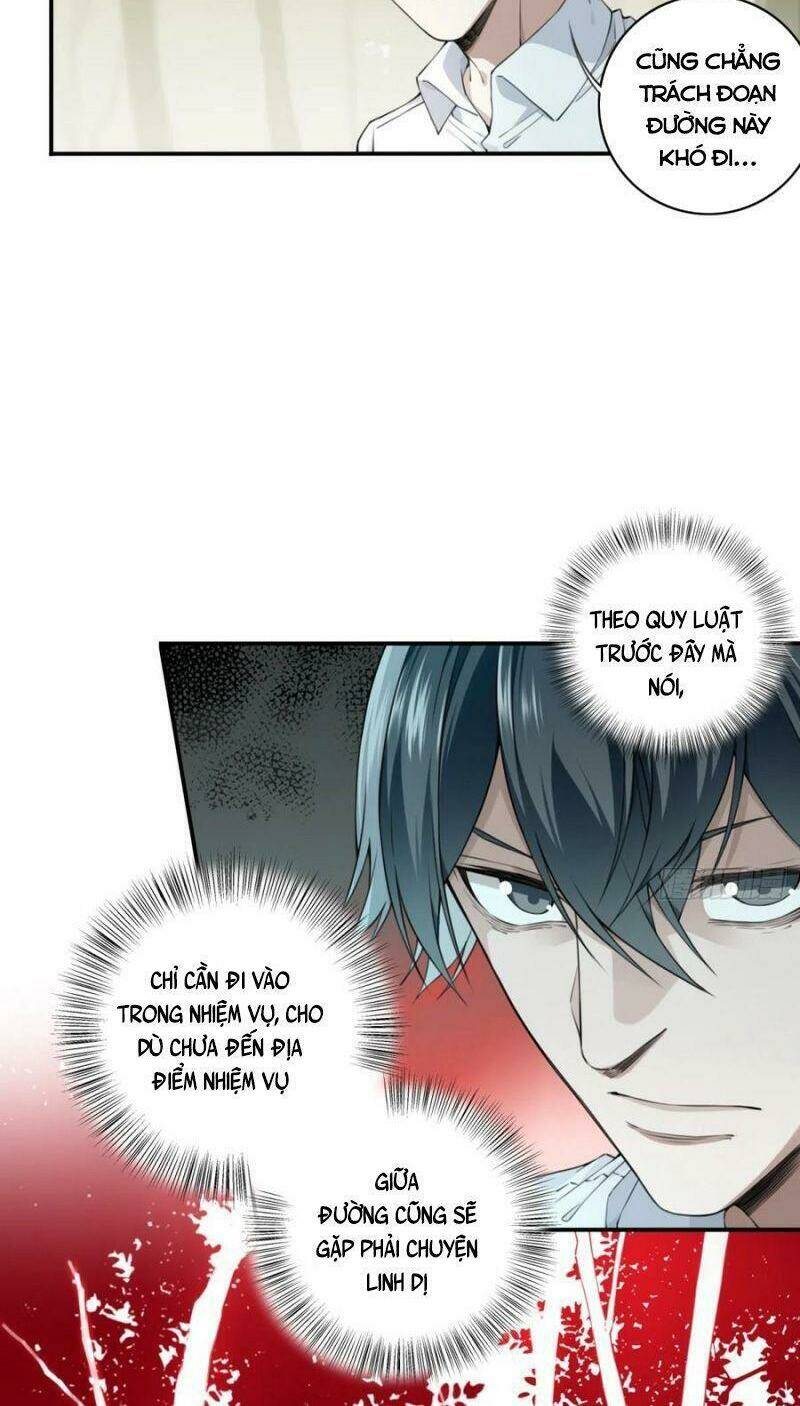 CŨNG CHẲNG
TRÁCH ĐOẠN
ĐƯỜNG NÀY
KHÓ ĐI...
THEO QUY LUẬT
TRƯỚC ĐÂY MÀ
NÓI,
CHỈ CẦN ĐI VÀO
TRONG NHIỆM VỤ, CHO
DÙ CHƯA ĐẾN ĐỊA
ĐIỂM NHIỆM VỤ
GIỮA
ĐƯỜNG CŨNG SẼ
GẶP PHẢI CHUYỆN
LINH DỊ